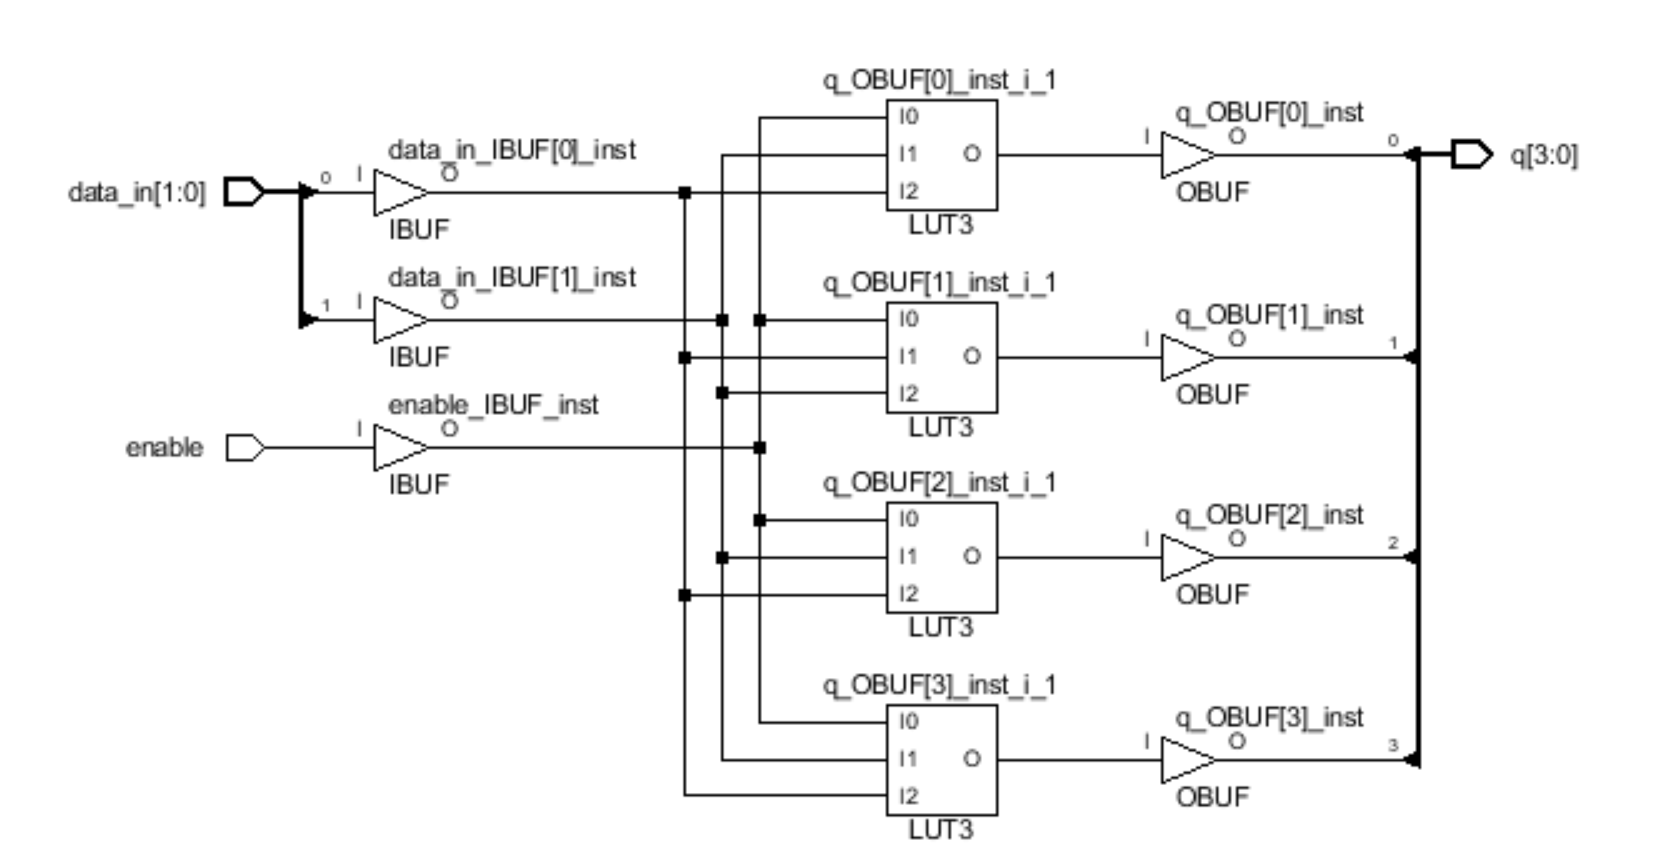 data_in[1:0]
0
I
data_in_IBUF[0]_inst
O
IBUF
1
I
data_in_IBUF[1]_inst
O
IBUF
enable
I
enable_IBUF_inst
O
IBUF
q_OBUF[0]_inst_i_1
I0
I1
I2
O
LUT3
q_OBUF[1]_inst_i_1
I0
I1
I2
O
LUT3
q_OBUF[2]_inst_i_1
I0
I1
I2
O
LUT3
q_OBUF[3]_inst_i_1
I0
I1
I2
O
LUT3
I
q_OBUF[0]_inst
O
OBUF
0
I
q_OBUF[1]_inst
O
OBUF
1
I
q_OBUF[2]_inst
O
OBUF
2
I
q_OBUF[3]_inst
O
OBUF
3
q[3:0]